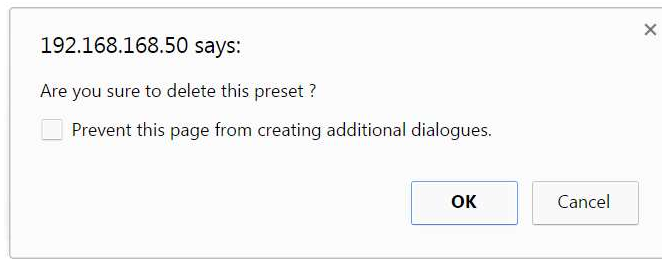 192.168.168.50 says:
Are you sure to delete this preset ?
Prevent this page from creating additional dialogues.
OK
Cancel